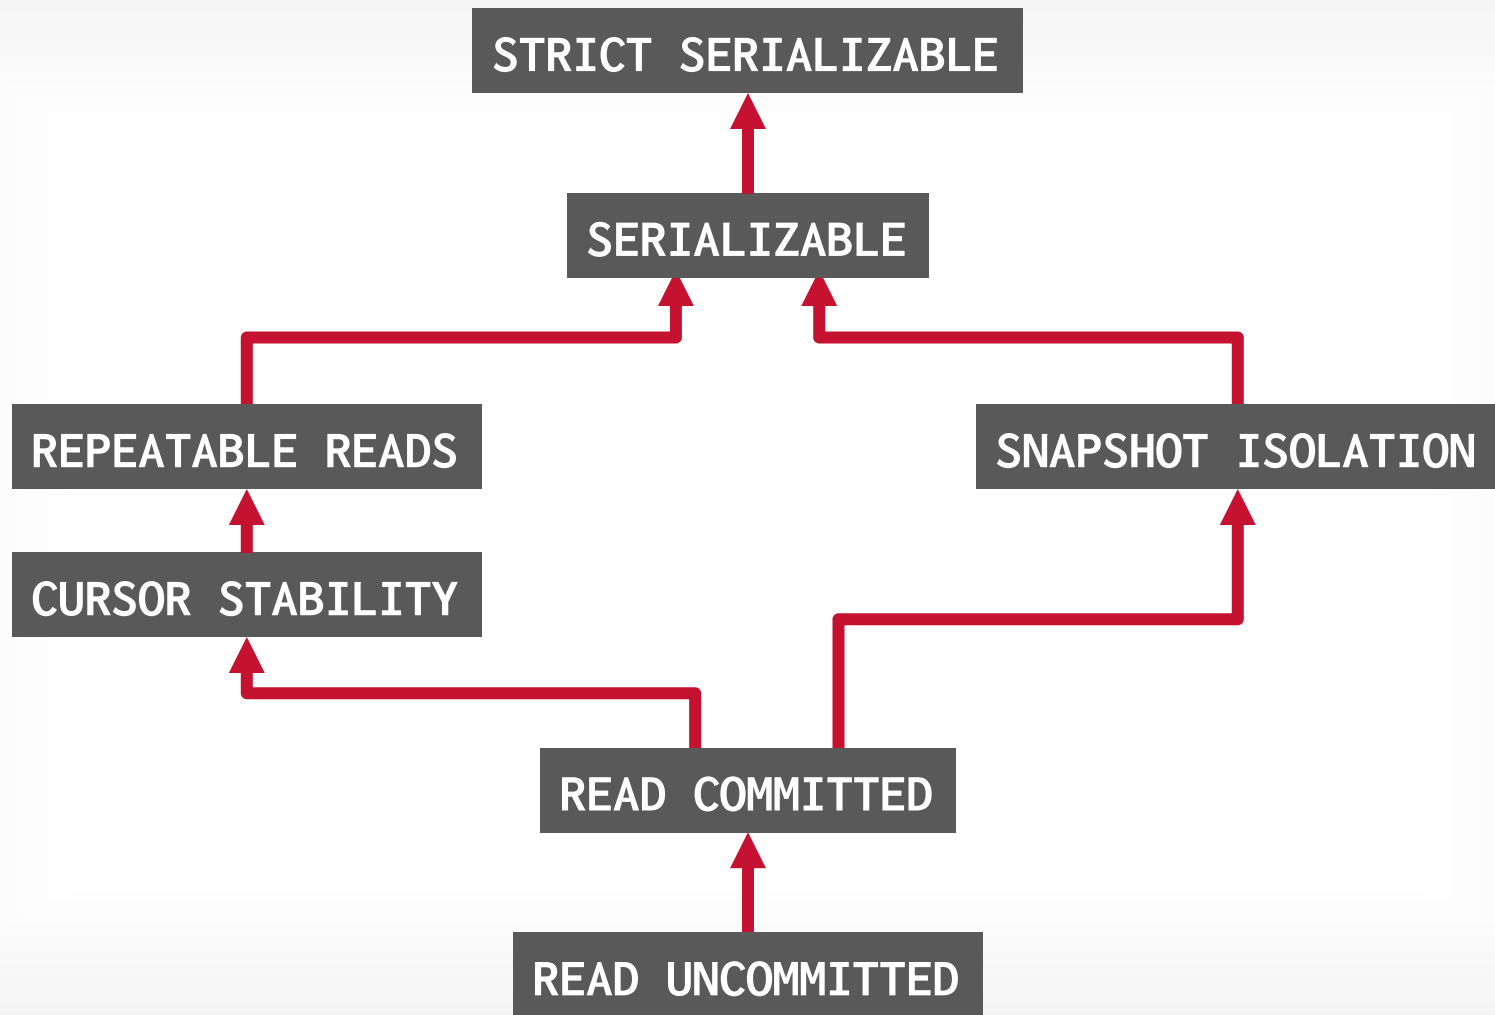 STRICT SERIALIZABLE
SERIALIZABLE
REPEATABLE READS
SNAPSHOT ISOLATION
CURSOR STABILITY
READ COMMITTED
READ UNCOMMITTED